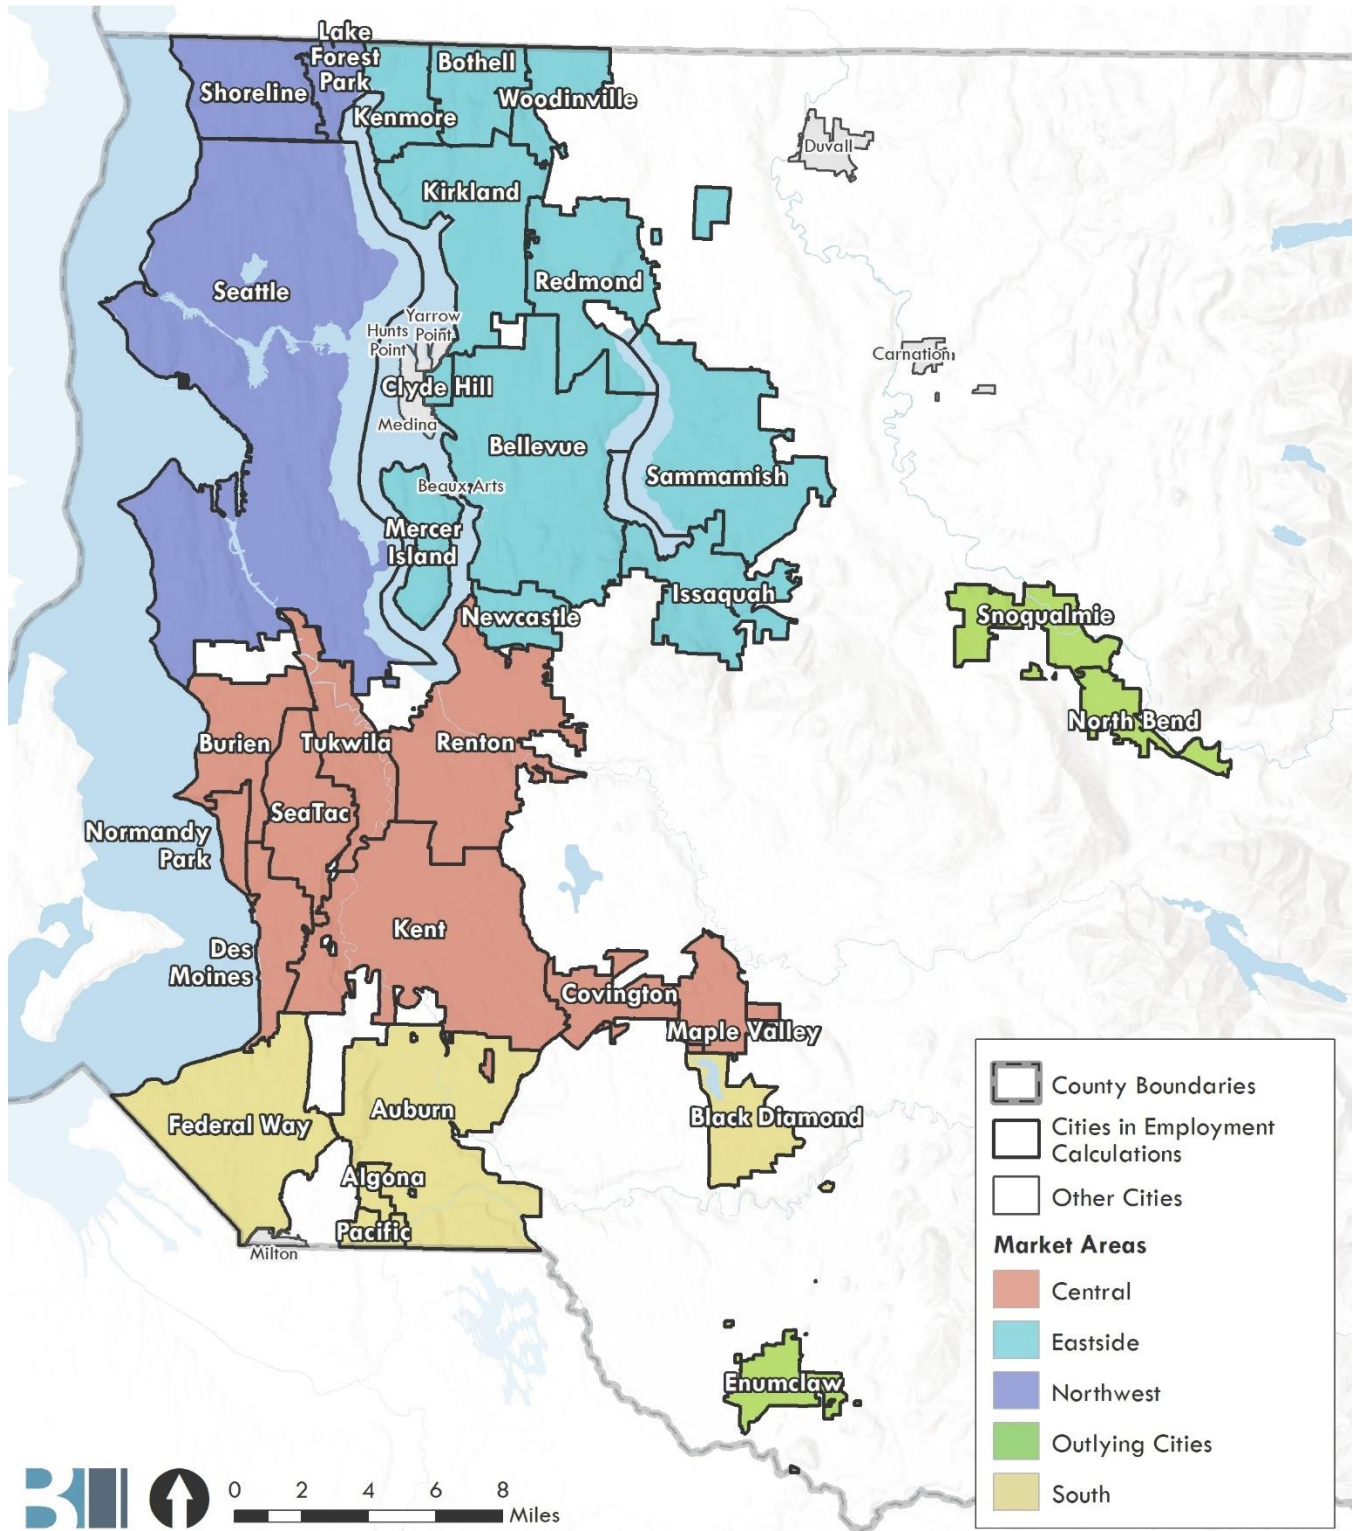 Lake
Forest
Park
Shoreline
Bothell
Woodinville
Kenmore
Duvall
Kirkland
Redmond
Seattle
Yarrow
Point
Hunts
Point
Carnation
Clyde Hill
Medina
Bellevue
Sammamish
Beaux Arts
Mercer
Island
Issaquah
Newcastle
Snoqualmie
North Bend
Burien
Tukwila
Renton
SeaTac
Normandy
Park
Kent
Des
Moines
Covington
Maple Valley
Federal Way
Auburn
Black Diamond
Algona
Pacific
Milton
Enumclaw
County Boundaries
Cities in Employment
Calculations
Other Cities
Market Areas
Central
Eastside
Northwest
Outlying Cities
South
0 2 4 6 8
Miles